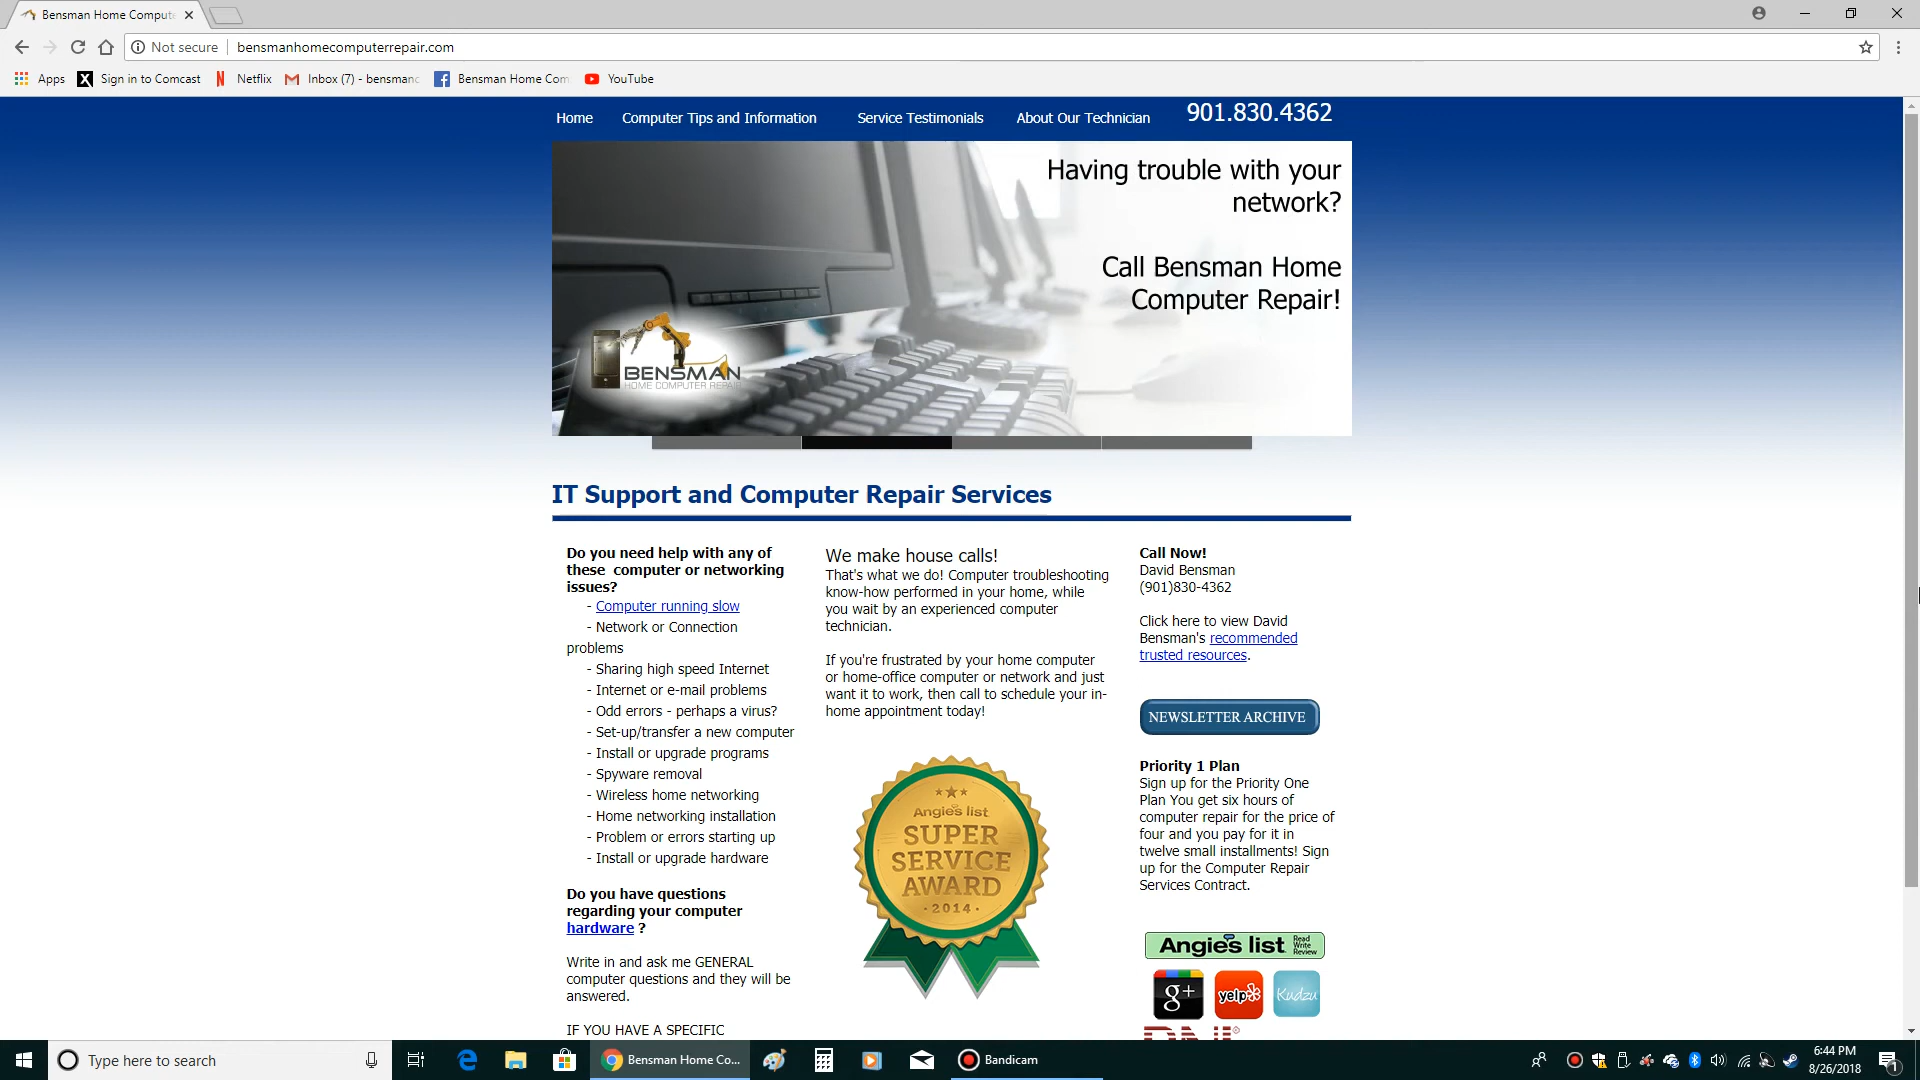 Bensman Home Compute
Not secure
bensmanhomecomputerrepair.com
Apps
Sign in to Comcast
Netflix
Inbox (7) - bensmanc
Bensman Home Com
YouTube
Home
Computer Tips and Information
Service Testimonials
About Our Technician
901.830.4362
Having trouble with your
network?
Call Bensman Home
Computer Repair!
BENSMAN
HOME COMPUTER REPAIR
IT Support and Computer Repair Services
Do you need help with any of
these computer or networking
issues?
- Computer running slow
- Network or Connection
problems
- Sharing high speed Internet
- Internet or e-mail problems
- Odd errors - perhaps a virus?
- Set-up/transfer a new computer
- Install or upgrade programs
- Spyware removal
- Wireless home networking
- Home networking installation
- Problem or errors starting up
- Install or upgrade hardware
Do you have questions
regarding your computer
hardware ?
Write in and ask me GENERAL
computer questions and they will be
answered.
IF YOU HAVE A SPECIFIC
We make house calls!
That's what we do! Computer troubleshooting
know-how performed in your home, while
you wait by an experienced computer
technician.
If you're frustrated by your home computer
or home-office computer or network and just
want it to work, then call to schedule your in-
home appointment today!
Angie's list
SUPER
SERVICE
AWARD
·2014·
Call Now!
David Bensman
(901)830-4362
Click here to view David
Bensman's recommended
trusted resources.
NEWSLETTER ARCHIVE
Priority 1 Plan
Sign up for the Priority One
Plan You get six hours of
computer repair for the price of
four and you pay for it in
twelve small installments! Sign
up for the Computer Repair
Services Contract.
Angie's list
Read
Write
Review
g+
yelp
Kudzu
Type here to search
Bensman Home Co...
Bandicam
6:44 PM
8/26/2018
1